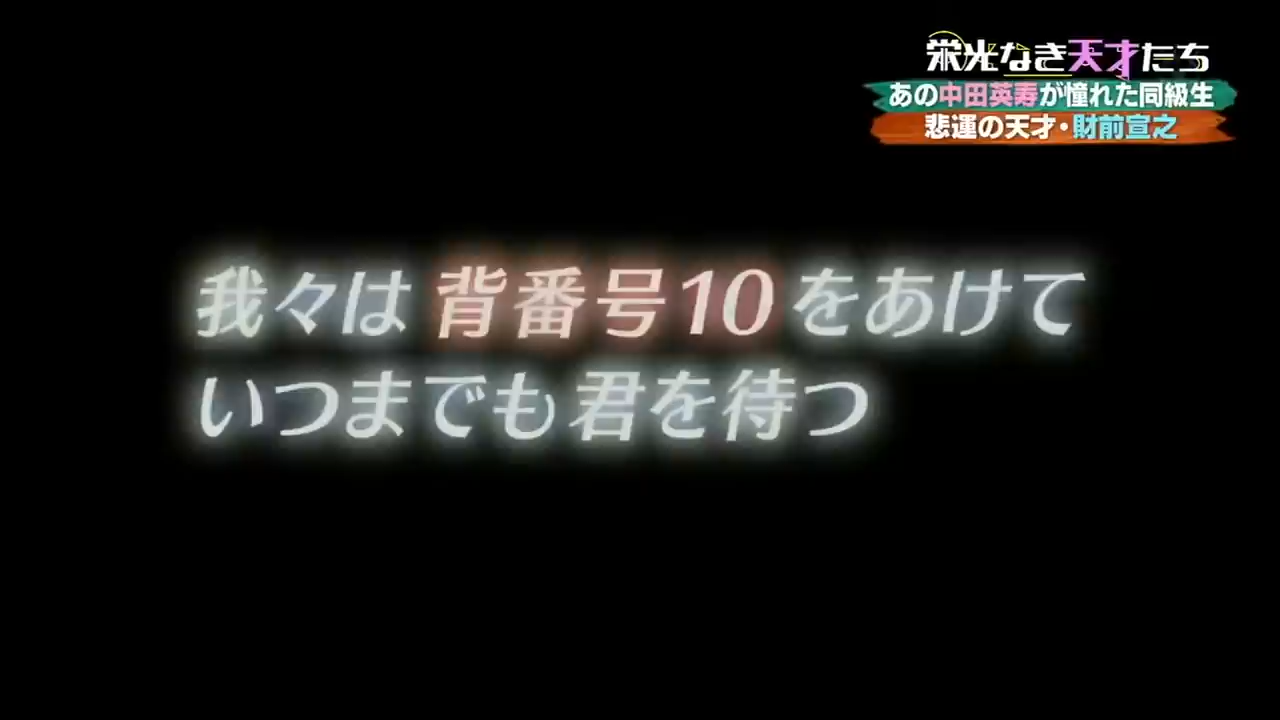 栄光なき天才たち
あの中田英寿が憧れた同級生
悲運の天才・財前宣之
我々は背番号10をあけて
いつまでも君を待つ